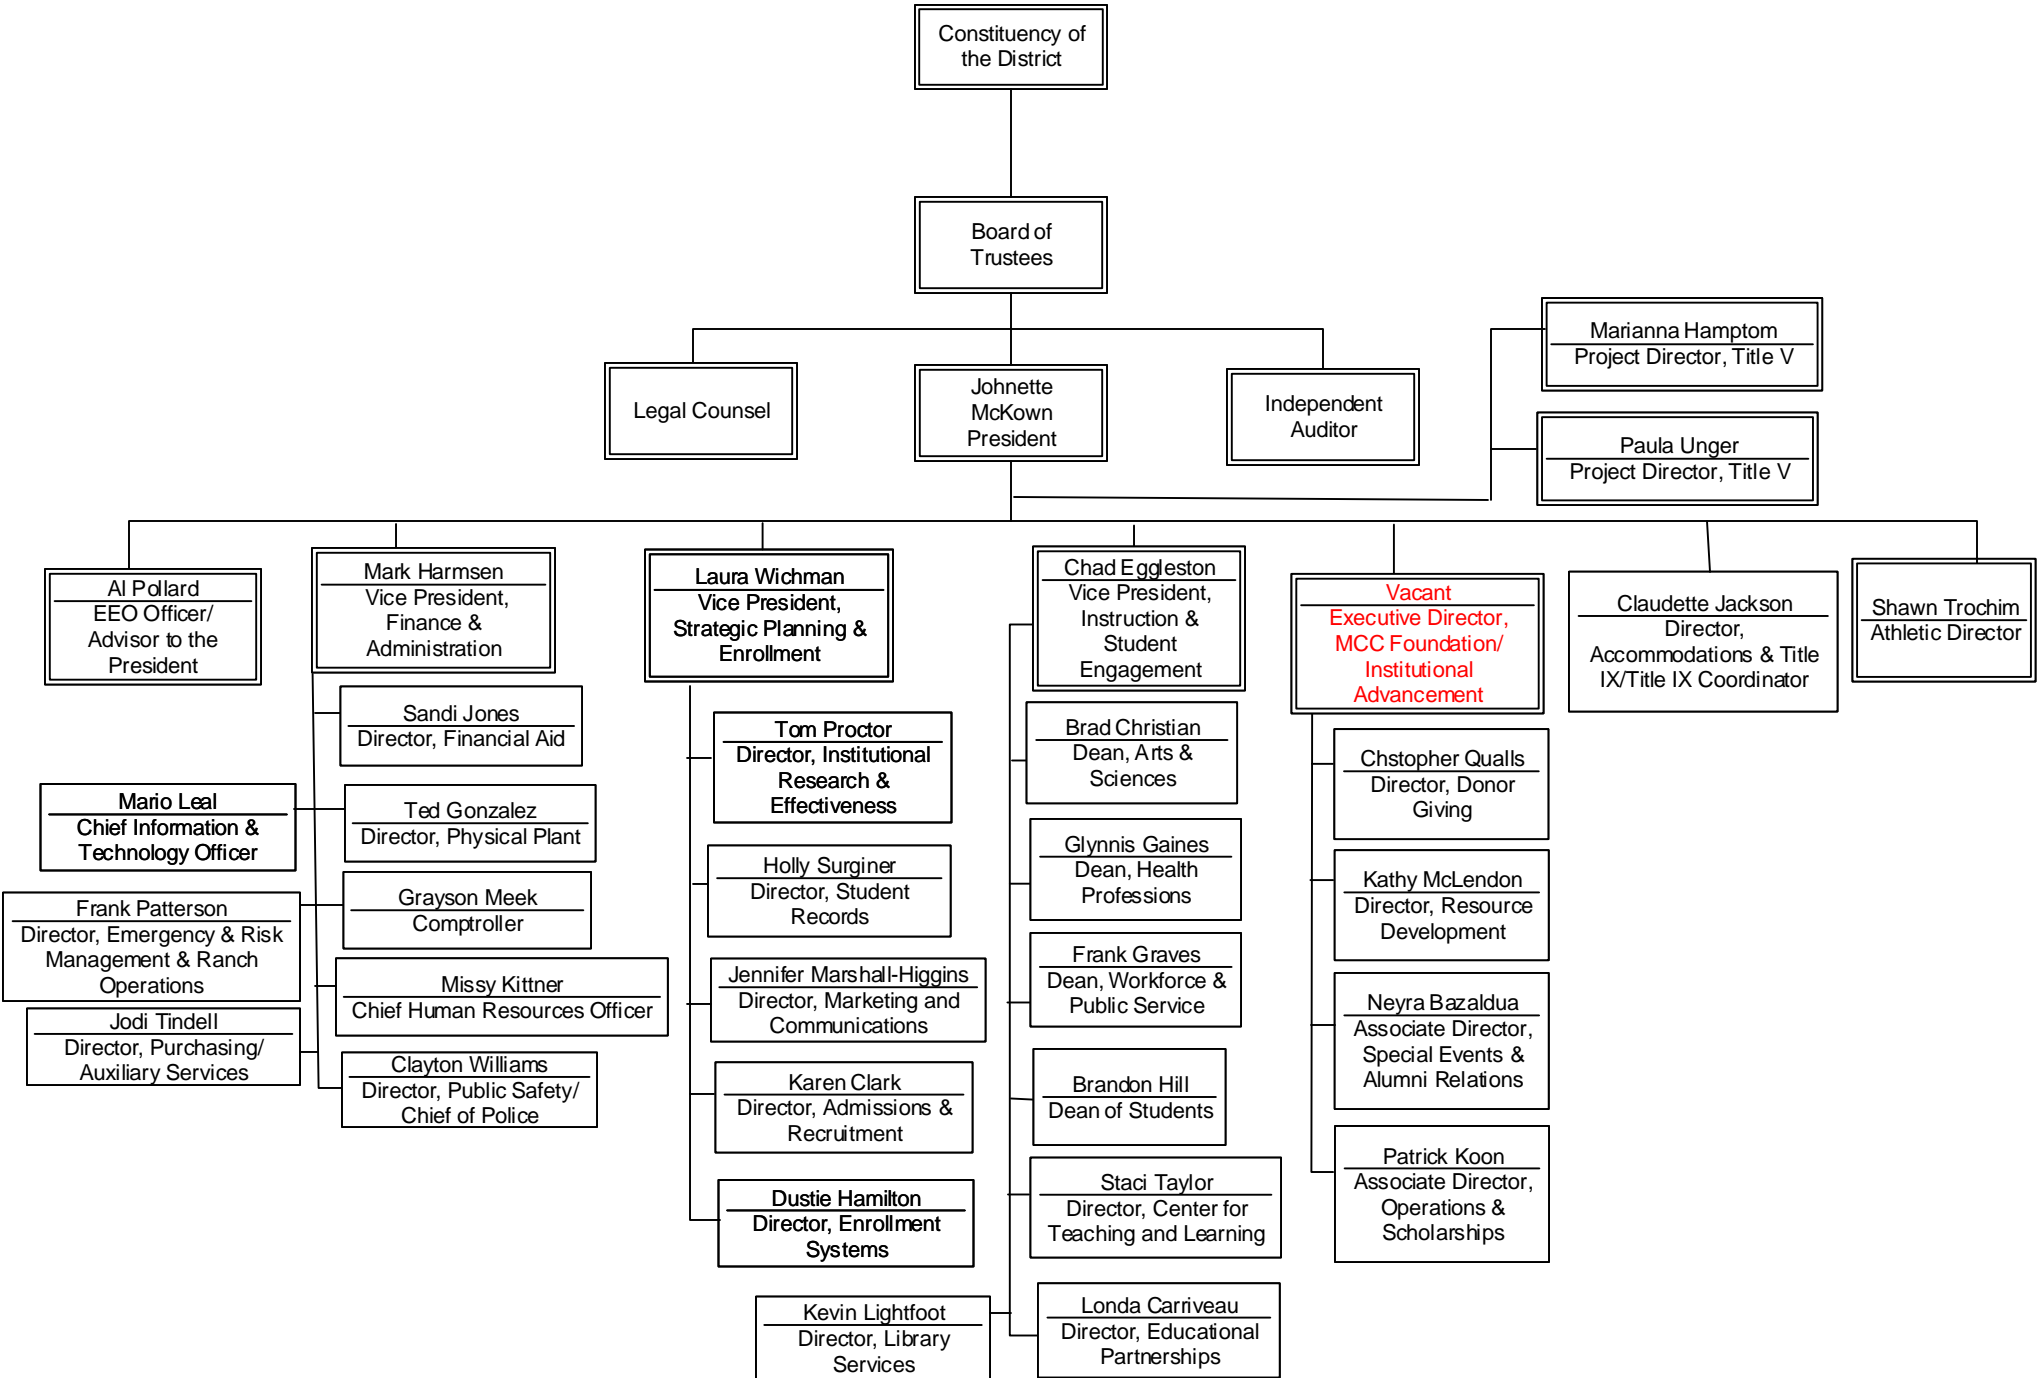 Constituency of
the District
Board of
Trustees
Legal Counsel
Johnette
McKown
President
Independent
Auditor
Marianna Hamptom
Project Director, Title V
Paula Unger
Project Director, Title V
Al Pollard
EEO Officer/
Advisor to the
President
Mark Harmsen
Vice President,
Finance &
Administration
Laura Wichman
Vice President,
Strategic Planning &
Enrollment
Chad Eggleston
Vice President,
Instruction &
Student
Engagement
Vacant
Executive Director,
MCC Foundation/
Institutional
Advancement
Claudette Jackson
Director,
Accommodations & Title
IX/Title IX Coordinator
Shawn Trochim
Athletic Director
Sandi Jones
Director, Financial Aid
Mario Leal
Chief Information &
Technology Officer
Ted Gonzalez
Director, Physical Plant
Frank Patterson
Director, Emergency & Risk
Management & Ranch
Operations
Grayson Meek
Comptroller
Missy Kittner
Chief Human Resources Officer
Jodi Tindell
Director, Purchasing/
Auxiliary Services
Clayton Williams
Director, Public Safety/
Chief of Police
Tom Proctor
Director, Institutional
Research &
Effectiveness
Holly Surginer
Director, Student
Records
Jennifer Marshall-Higgins
Director, Marketing and
Communications
Karen Clark
Director, Admissions &
Recruitment
Dustie Hamilton
Director, Enrollment
Systems
Brad Christian
Dean, Arts &
Sciences
Glynnis Gaines
Dean, Health
Professions
Frank Graves
Dean, Workforce &
Public Service
Brandon Hill
Dean of Students
Staci Taylor
Director, Center for
Teaching and Learning
Kevin Lightfoot
Director, Library
Services
Londa Carriveau
Director, Educational
Partnerships
Chstopher Qualls
Director, Donor
Giving
Kathy McLendon
Director, Resource
Development
Neyra Bazaldua
Associate Director,
Special Events &
Alumni Relations
Patrick Koon
Associate Director,
Operations &
Scholarships